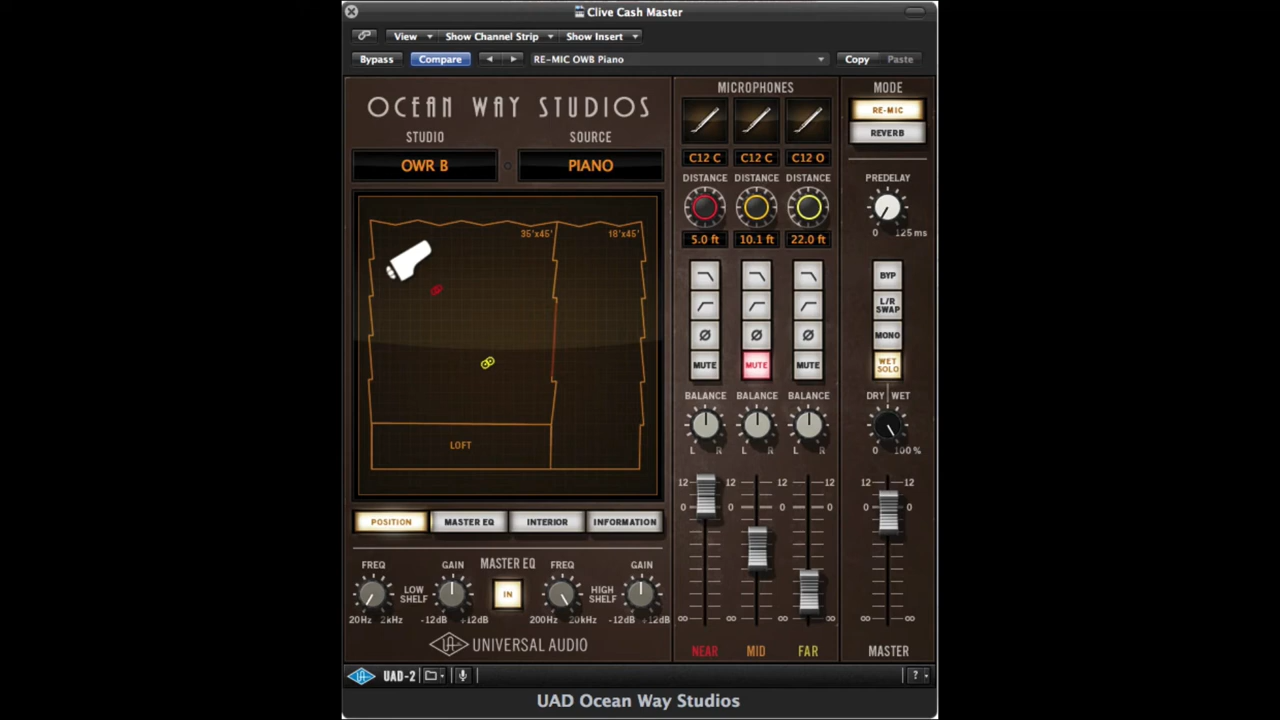 Clive Cash Master
View Show Channel Strip Show Insert
Bypass Compare RE-MIC OWB Piano Copy Paste
OCEAN WAY STUDIOS
STUDIO SOURCE
OWR B PIANO
35'x45' 18'x45'
LOFT
POSITION MASTER EQ INTERIOR INFORMATION
FREQ GAIN MASTER EQ FREQ GAIN
LOW SHELF IN HIGH SHELF
20Hz 2kHz -12dB +12dB 200Hz 20kHz -12dB +12dB
UNIVERSAL AUDIO
MICROPHONES
C12 C C12 C C12 O
DISTANCE DISTANCE DISTANCE
5.0 ft 10.1 ft 22.0 ft
Ø Ø Ø
MUTE MUTE MUTE
BALANCE BALANCE BALANCE
L R L R L R
12 12 12 12
0 0 0 0
∞ ∞ ∞ ∞
NEAR MID FAR
MODE
RE-MIC
REVERB
PREDELAY
0 125 ms
BYP
L/R
SWAP
MONO
WET
SOLO
DRY WET
0 100 %
12 12
0 0
∞ ∞
MASTER
UAD-2 ?
UAD Ocean Way Studios